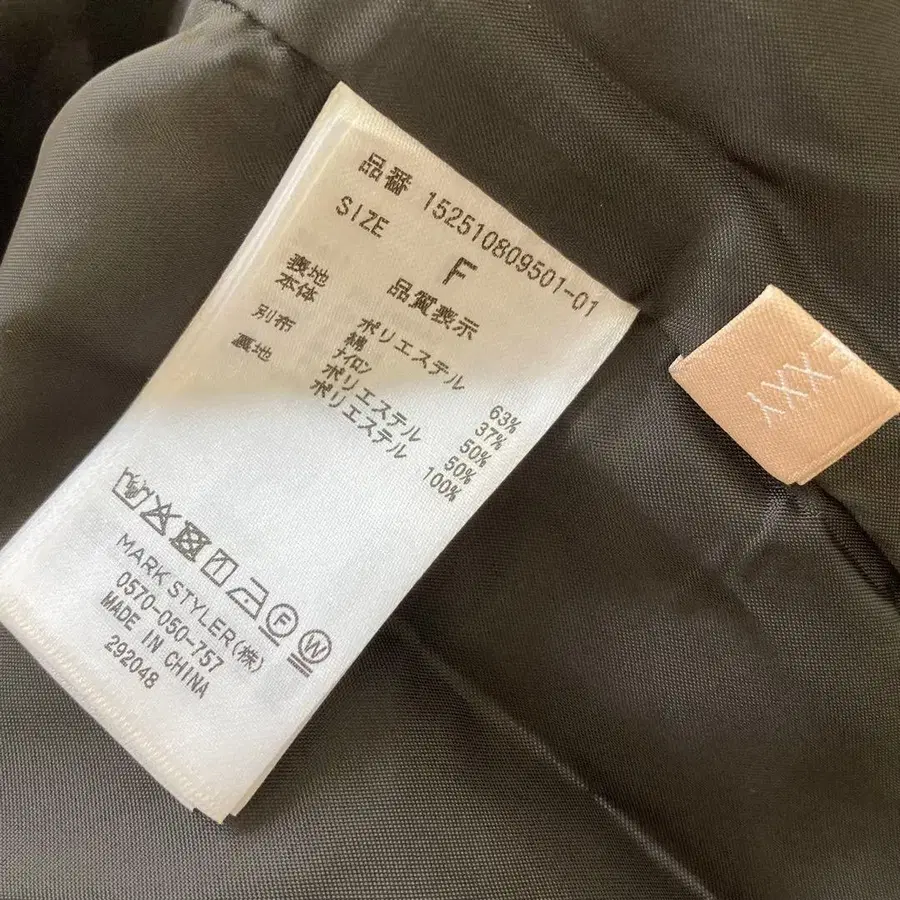 品番 152510809501-01
SIZE F
品質表示
表地
本体 ポリエステル 63%
綿 37%
別布 ナイロン 50%
ポリエステル 50%
裏地 ポリエステル 100%
MARK STYLER(株)
0570-050-757
MADE IN CHINA
292048